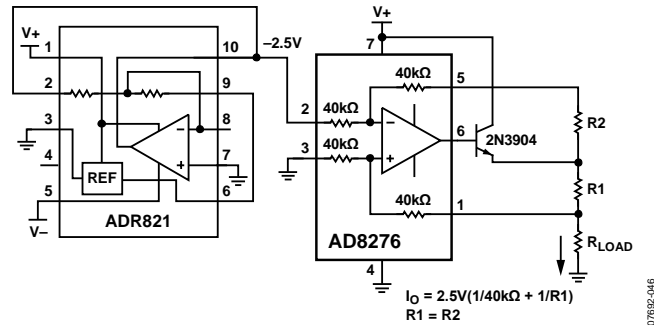 V+
1
10
–2.5V
2
9
3
8
4
7
REF
5
6
V–
ADR821
V+
7
40kΩ
5
2
40kΩ
R2
6
2N3904
3
40kΩ
R1
40kΩ
1
AD8276
RLOAD
4
IO = 2.5V(1/40kΩ + 1/R1)
R1 = R2
07692-046